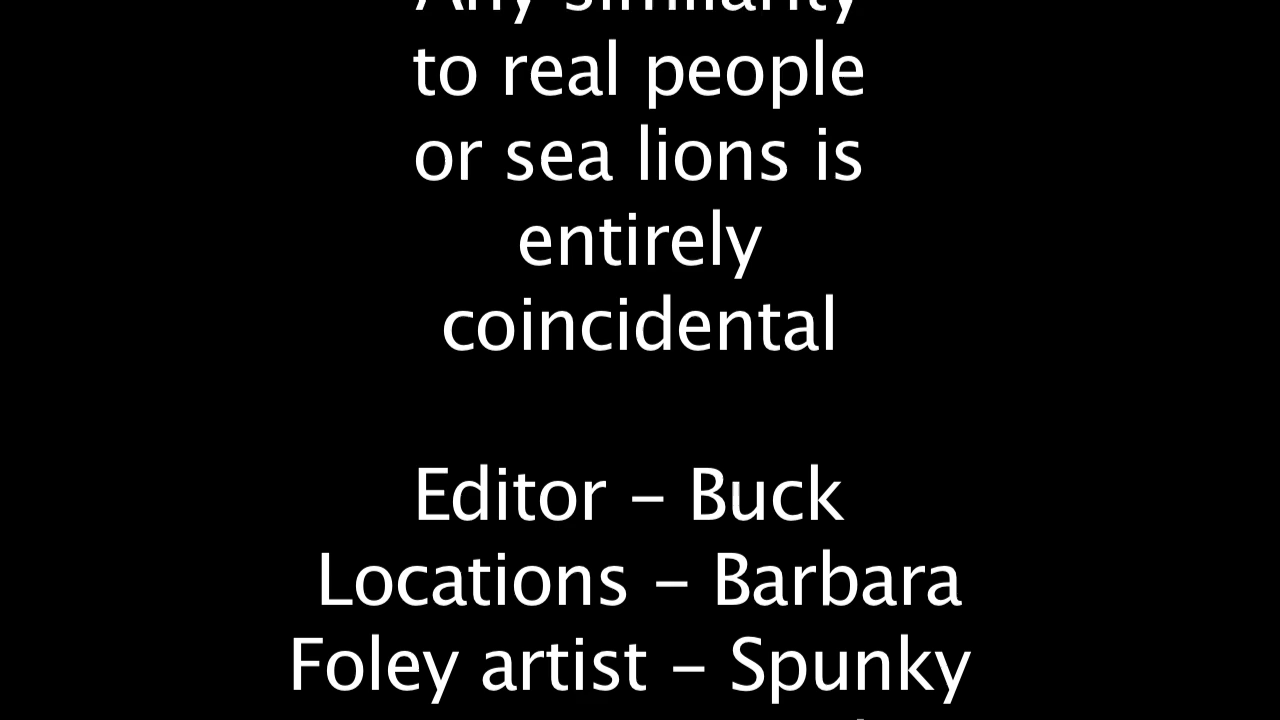 Any similarity
to real people
or sea lions is
entirely
coincidental
Editor – Buck
Locations – Barbara
Foley artist – Spunky